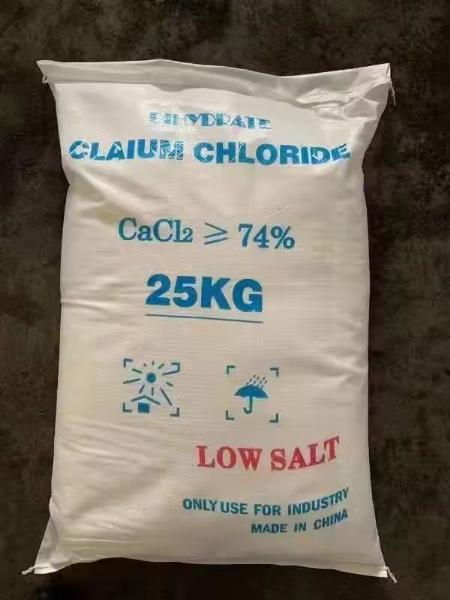 DIHYDRATE
CLAIUM CHLORIDE
CaCl₂ ⩾ 74%
25KG
LOW SALT
ONLY USE FOR INDUSTRY
MADE IN CHINA